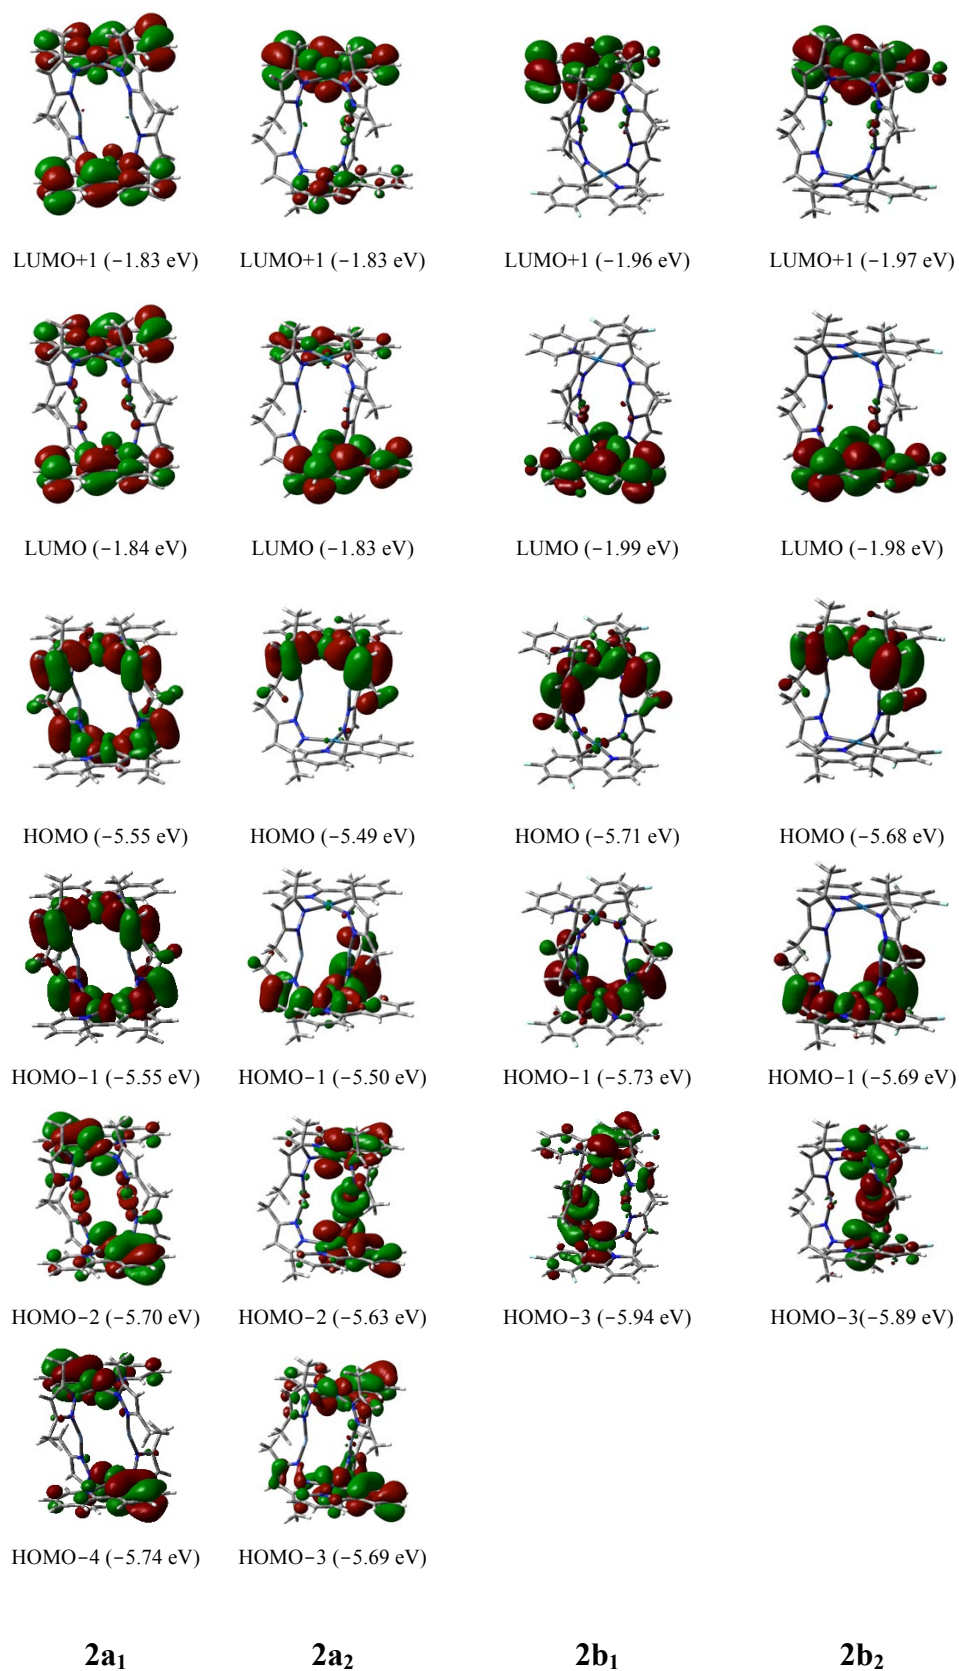 LUMO+1 (−1.83 eV) LUMO+1 (−1.83 eV) LUMO+1 (−1.96 eV) LUMO+1 (−1.97 eV)
LUMO (−1.84 eV) LUMO (−1.83 eV) LUMO (−1.99 eV) LUMO (−1.98 eV)
HOMO (−5.55 eV) HOMO (−5.49 eV) HOMO (−5.71 eV) HOMO (−5.68 eV)
HOMO−1 (−5.55 eV) HOMO−1 (−5.50 eV) HOMO−1 (−5.73 eV) HOMO−1 (−5.69 eV)
HOMO−2 (−5.70 eV) HOMO−2 (−5.63 eV) HOMO−3 (−5.94 eV) HOMO−3(−5.89 eV)
HOMO−4 (−5.74 eV) HOMO−3 (−5.69 eV)
2a₁ 2a₂ 2b₁ 2b₂